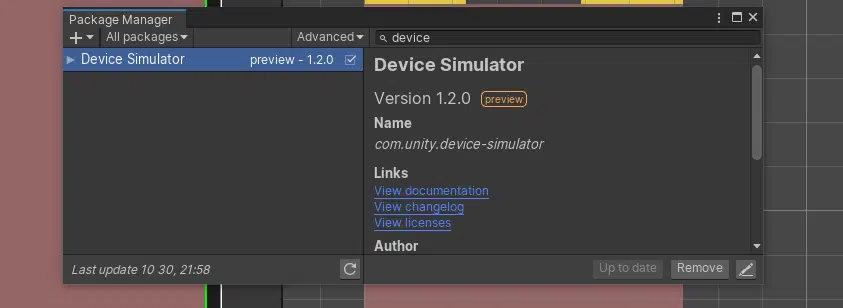 Package Manager
All packages
Advanced
device
Device Simulator
preview - 1.2.0
Device Simulator
Version 1.2.0
preview
Name
com.unity.device-simulator
Links
View documentation
View changelog
View licenses
Author
Last update 10 30, 21:58
Up to date
Remove